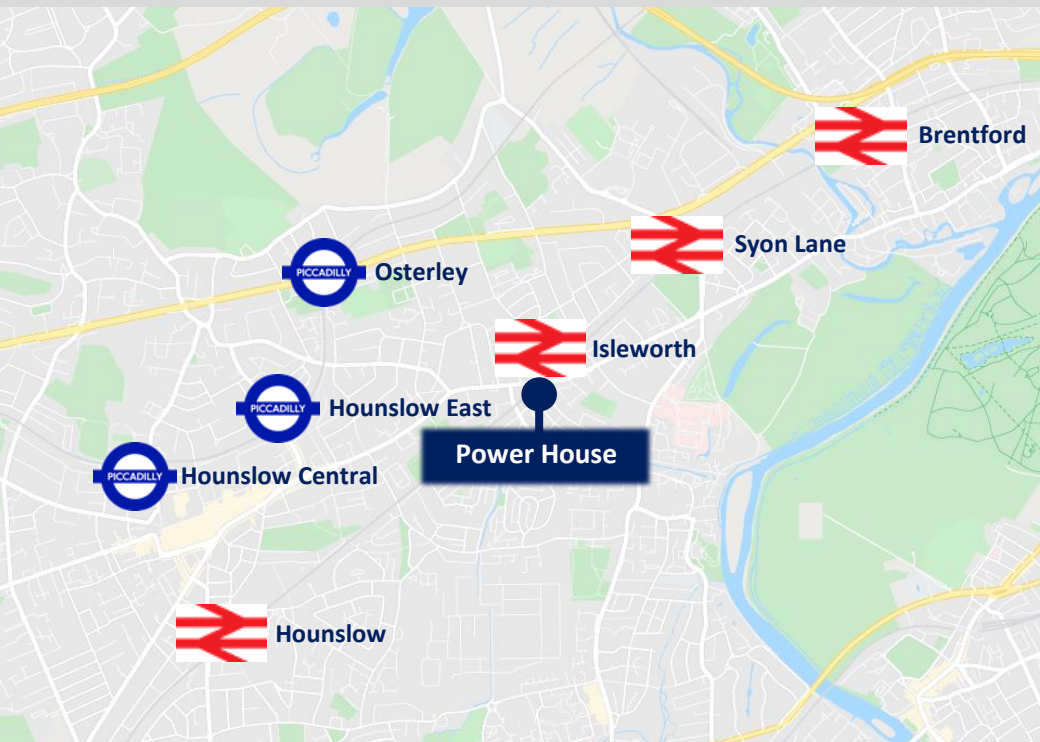 Brentford
Syon Lane
PICCADILLY
Osterley
Isleworth
PICCADILLY
Hounslow East
Power House
PICCADILLY
Hounslow Central
Hounslow